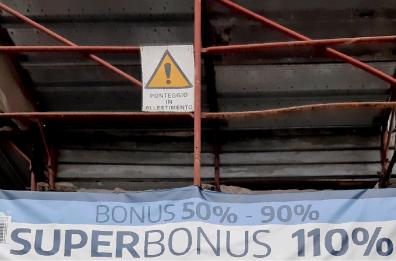 PONTEGGIO
IN
ALLESTIMENTO
BONUS 50% - 90%
SUPERBONUS 110%